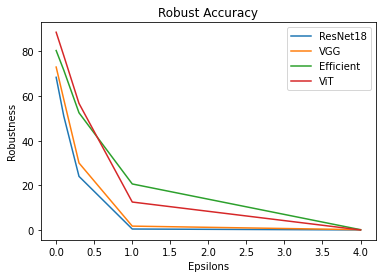 Robust Accuracy
ResNet18
VGG
Efficient
ViT
Robustness
80
60
40
20
0
0.0 0.5 1.0 1.5 2.0 2.5 3.0 3.5 4.0
Epsilons